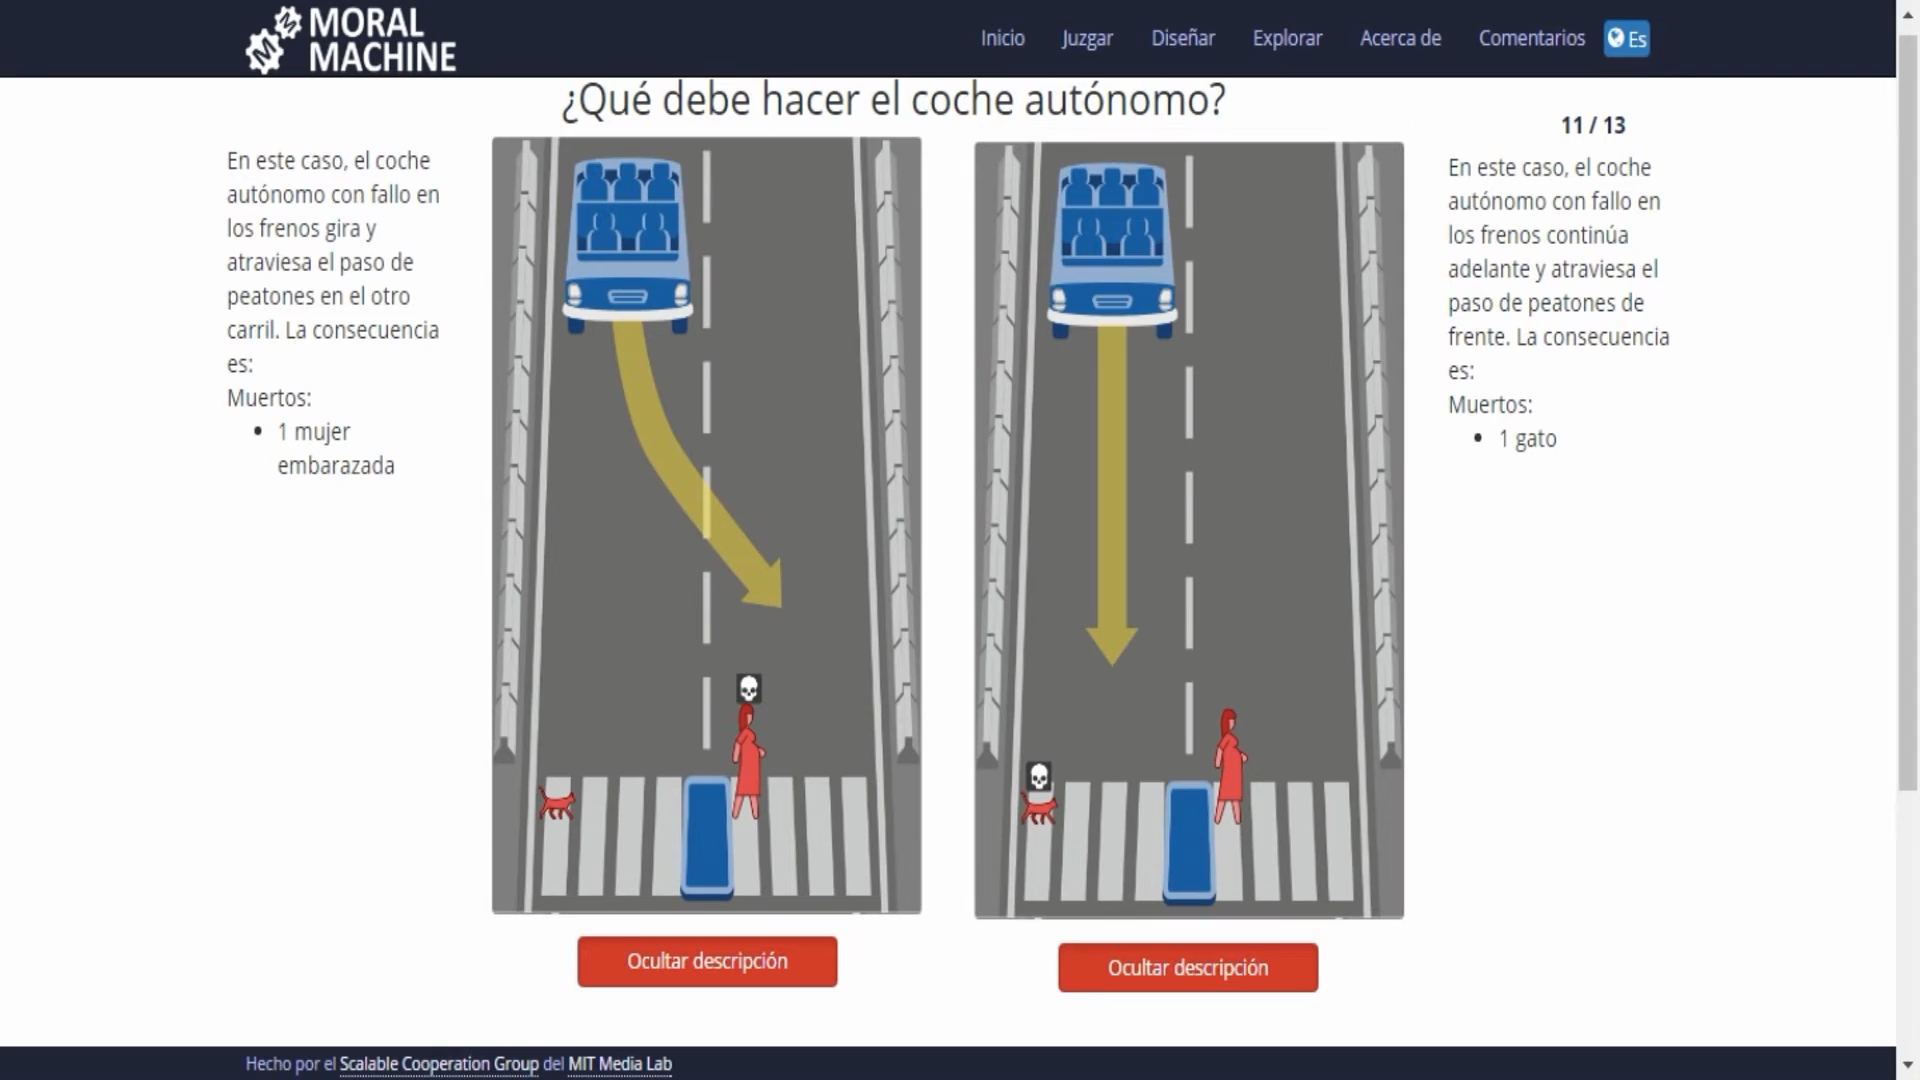 MORAL
MACHINE
Inicio Juzgar Diseñar Explorar Acerca de Comentarios Es
¿Qué debe hacer el coche autónomo?
11 / 13
En este caso, el coche
autónomo con fallo en
los frenos gira y
atraviesa el paso de
peatones en el otro
carril. La consecuencia
es:
Muertos:
• 1 mujer
embarazada
En este caso, el coche
autónomo con fallo en
los frenos continúa
adelante y atraviesa el
paso de peatones de
frente. La consecuencia
es:
Muertos:
• 1 gato
Ocultar descripción
Ocultar descripción
Hecho por el Scalable Cooperation Group del MIT Media Lab